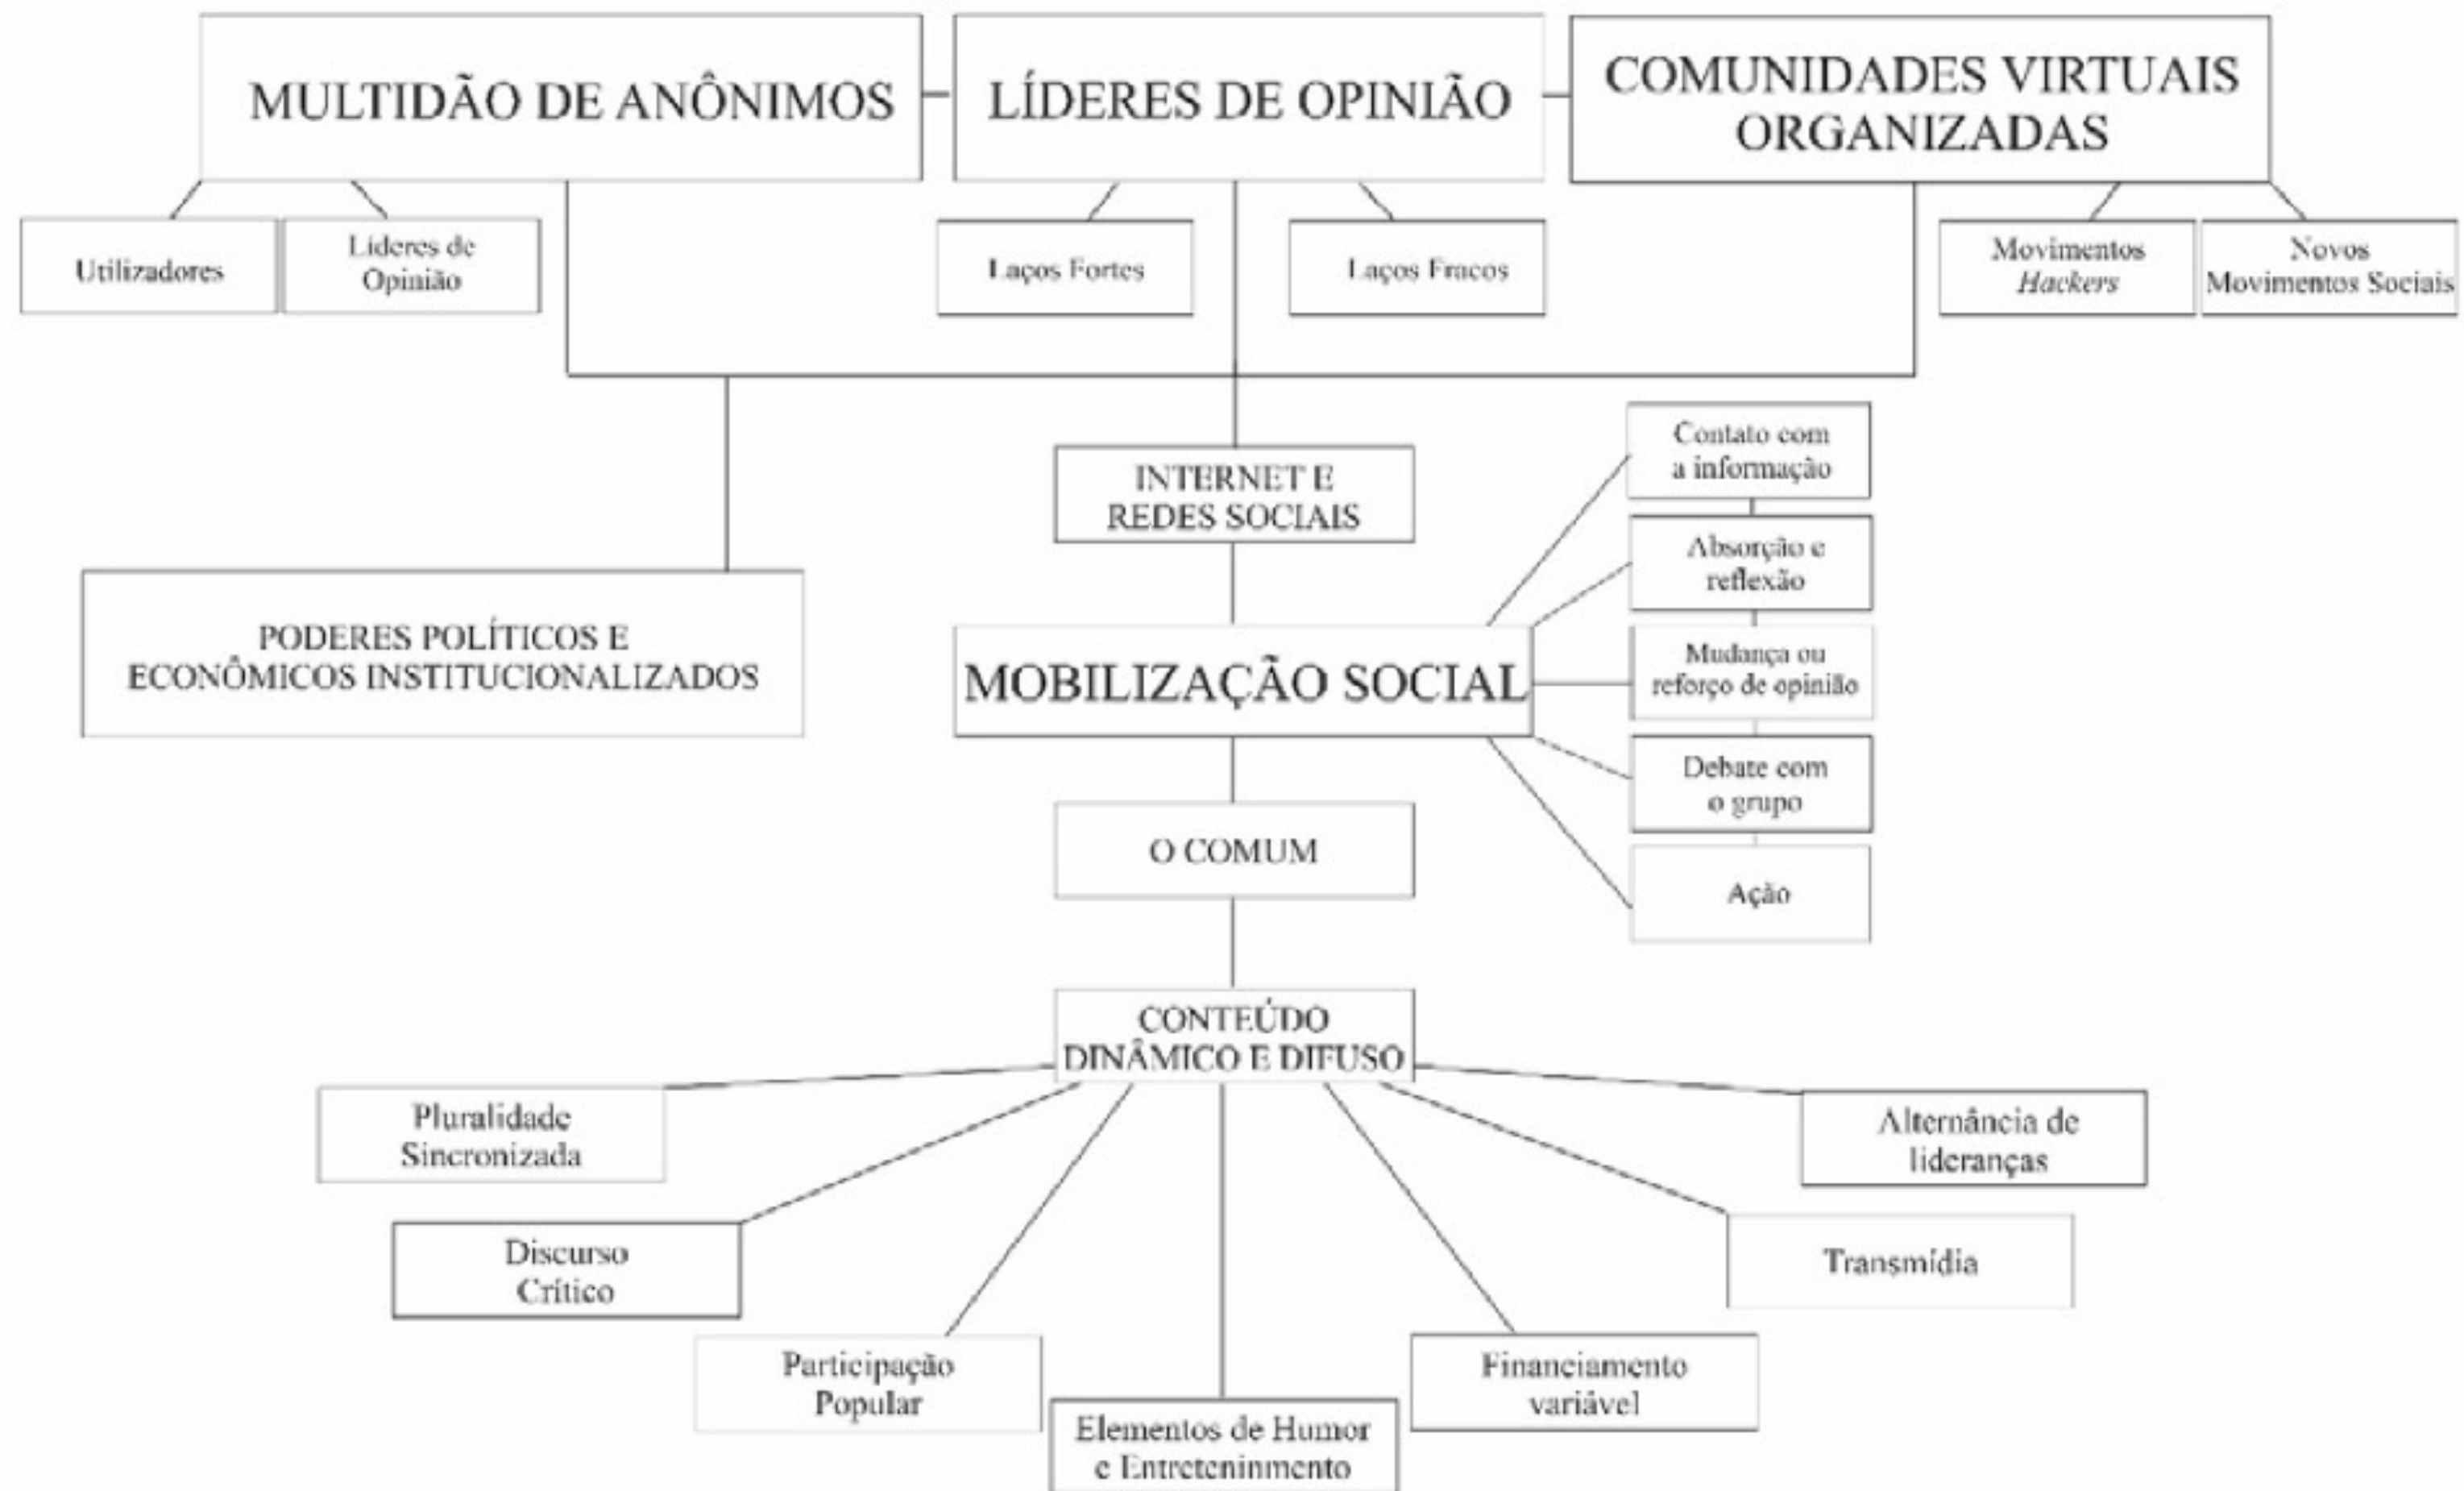 MULTIDÃO DE ANÔNIMOS
LÍDERES DE OPINIÃO
COMUNIDADES VIRTUAIS
ORGANIZADAS
Utilizadores
Líderes de
Opinião
Laços Fortes
Laços Fracos
Movimentos
Hackers
Novos
Movimentos Sociais
INTERNET E
REDES SOCIAIS
PODERES POLÍTICOS E
ECONÔMICOS INSTITUCIONALIZADOS
MOBILIZAÇÃO SOCIAL
Contato com
a informação
Absorção e
reflexão
Mudança ou
reforço de opinião
Debate com
o grupo
Ação
O COMUM
CONTEÚDO
DINÂMICO E DIFUSO
Pluralidade
Sincronizada
Discurso
Crítico
Participação
Popular
Elementos de Humor
e Entreteninmento
Financiamento
variável
Transmídia
Alternância de
lideranças